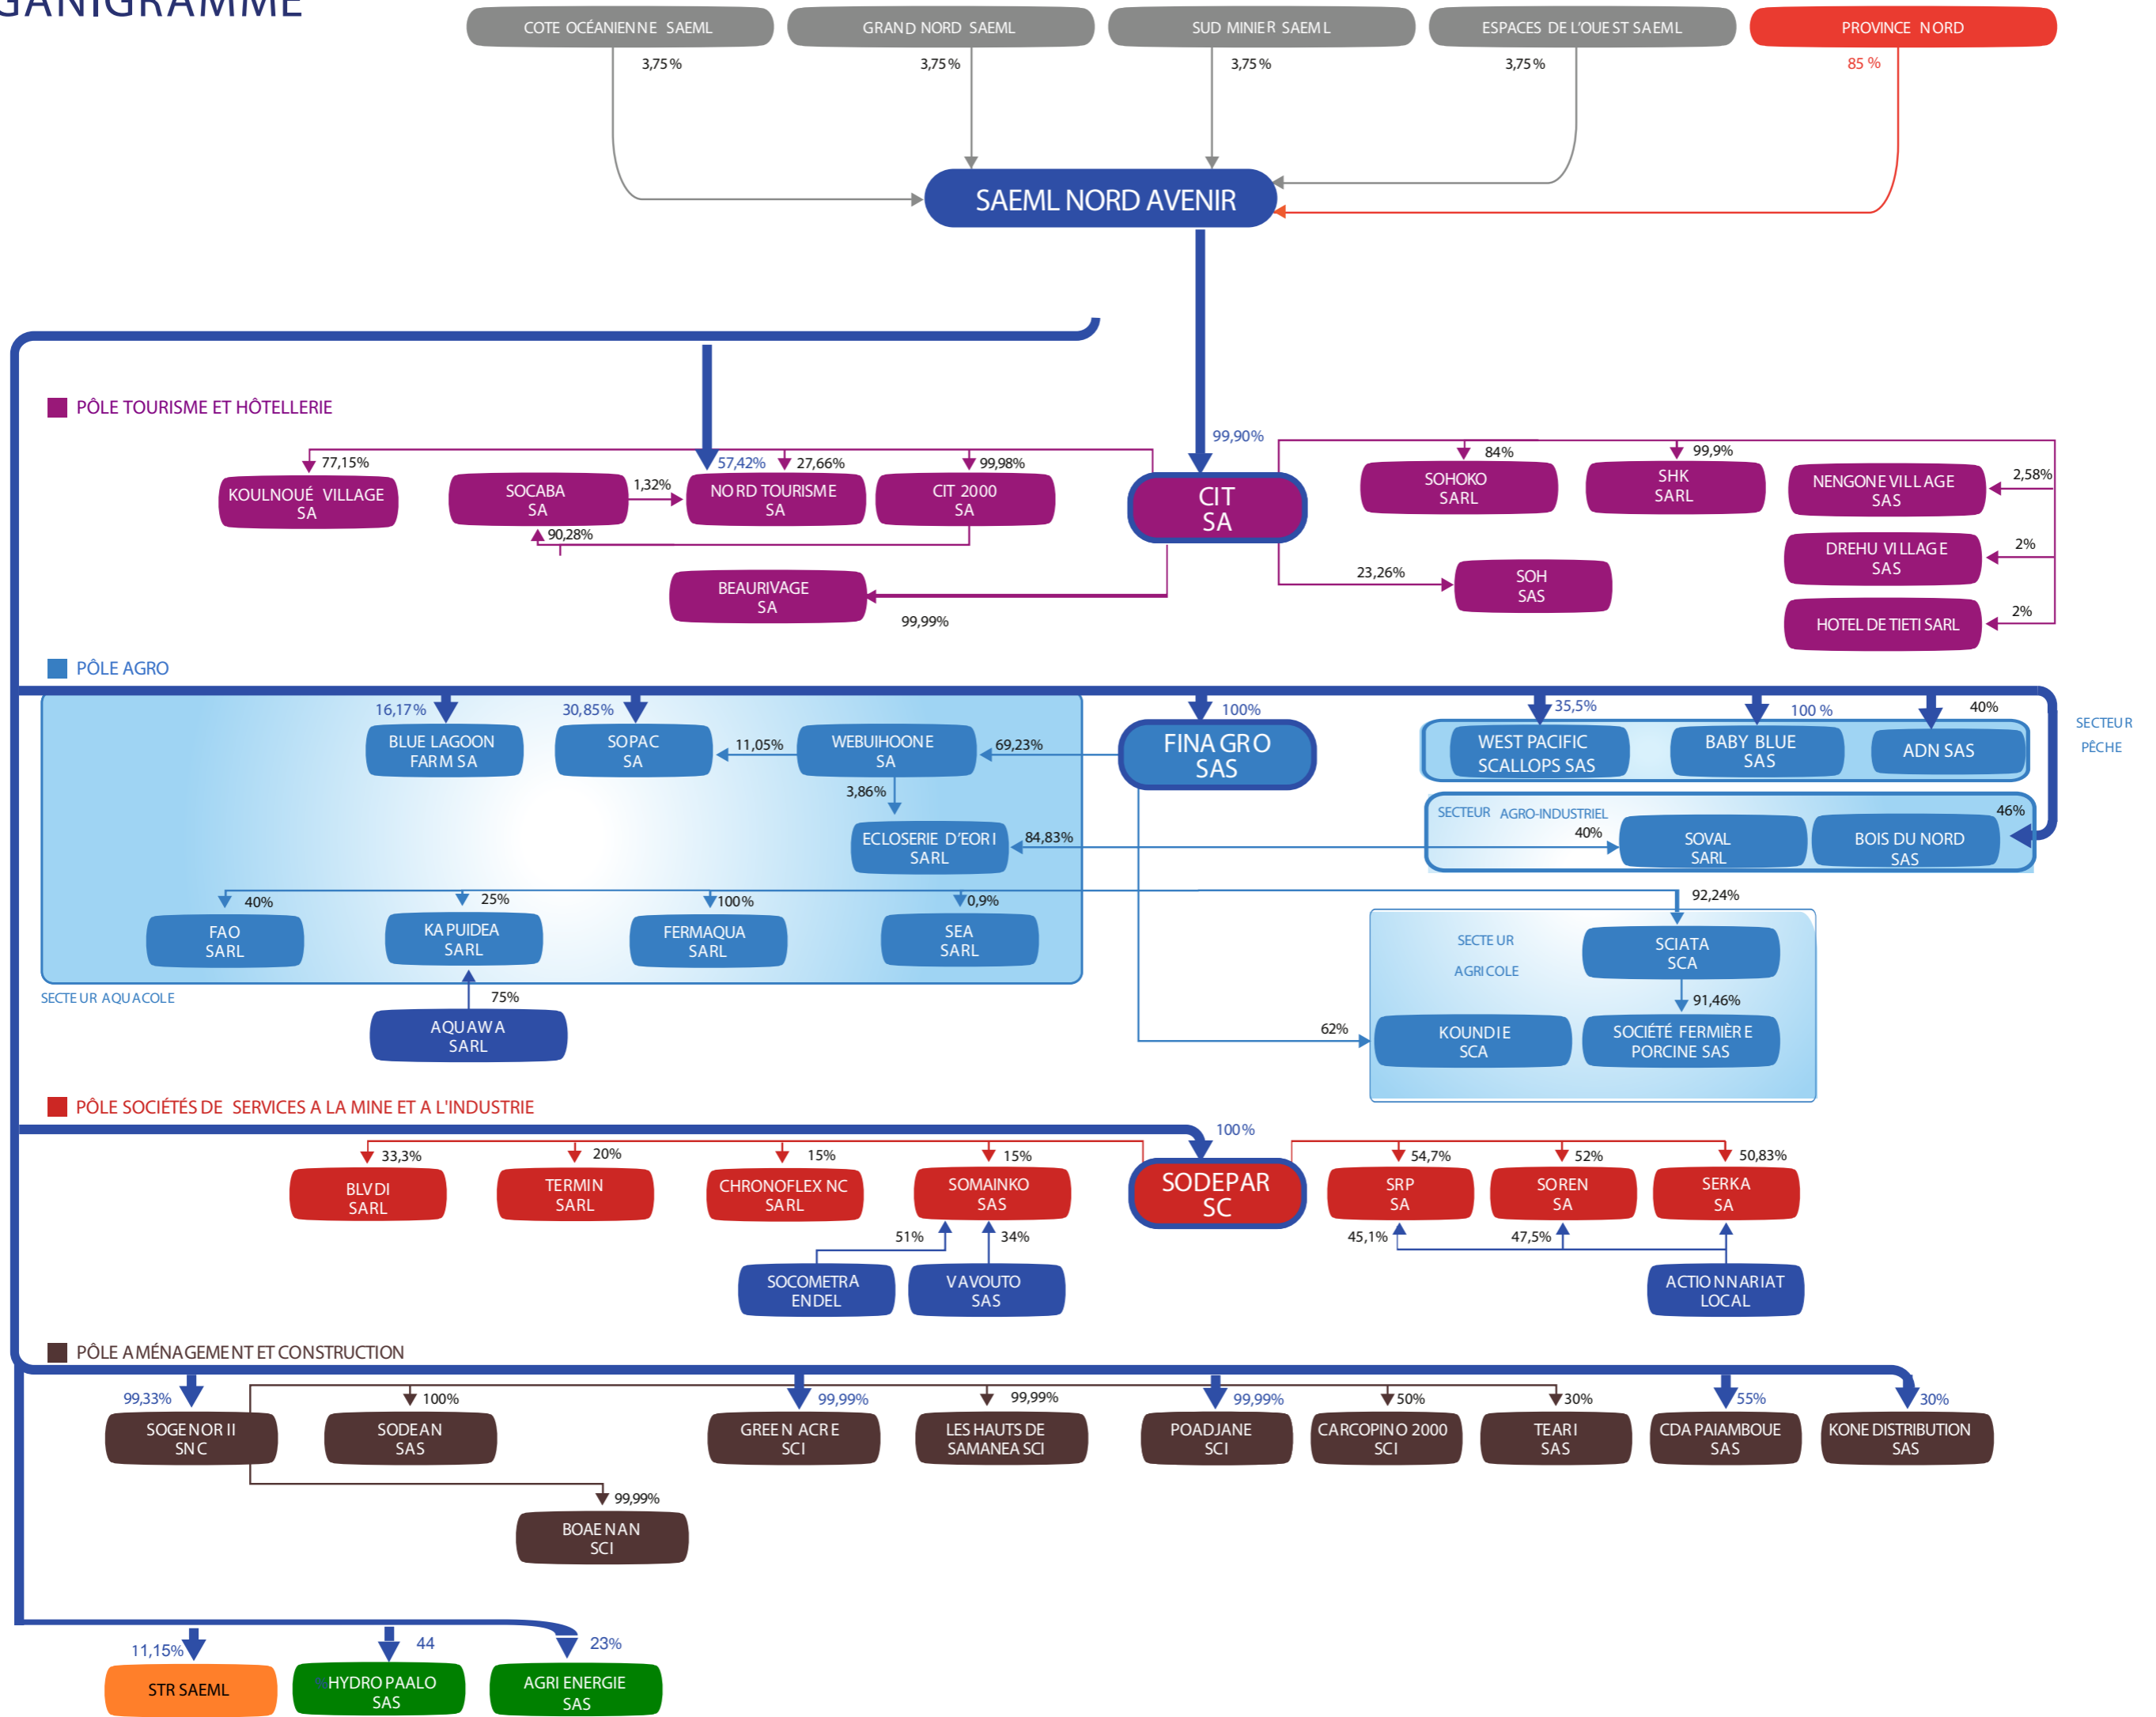 GANIGRAMME
COTE OCÉANIENNE SAEML
GRAND NORD SAEML
SUD MINIER SAEML
ESPACES DE L'OUEST SAEML
PROVINCE NORD
3,75%
3,75%
3,75%
3,75%
85 %
SAEML NORD AVENIR
PÔLE TOURISME ET HÔTELLERIE
99,90%
77,15%
1,32%
57,42%
27,66%
99,98%
84%
99,9%
2,58%
KOULNOUÉ VILLAGE
SA
SOCABA
SA
NORD TOURISME
SA
CIT 2000
SA
CIT
SA
SOHOKO
SARL
SHK
SARL
NENGONE VILLAGE
SAS
90,28%
2%
DREHU VILLAGE
SAS
BEAURIVAGE
SA
99,99%
23,26%
SOH
SAS
2%
HOTEL DE TIETI SARL
PÔLE AGRO
16,17%
30,85%
100%
35,5%
100 %
40%
SECTEUR
PÊCHE
BLUE LAGOON
FARM SA
SOPAC
SA
11,05%
WEBUIHOONE
SA
69,23%
FINAGRO
SAS
WEST PACIFIC
SCALLOPS SAS
BABY BLUE
SAS
ADN SAS
3,86%
ECLOSERIE D'EORI
SARL
84,83%
SECTEUR AGRO-INDUSTRIEL
40%
46%
SOVAL
SARL
BOIS DU NORD
SAS
40%
25%
100%
0,9%
92,24%
FAO
SARL
KAPUIDEA
SARL
FERMAQUA
SARL
SEA
SARL
SECTEUR
AGRICOLE
SCIATA
SCA
SECTEUR AQUACOLE
75%
91,46%
AQUAWA
SARL
62%
KOUNDIE
SCA
SOCIÉTÉ FERMIÈRE
PORCINE SAS
PÔLE SOCIÉTÉS DE SERVICES A LA MINE ET A L'INDUSTRIE
100%
33,3%
20%
15%
15%
54,7%
52%
50,83%
BLVDI
SARL
TERMIN
SARL
CHRONOFLEX NC
SARL
SOMAINKO
SAS
SODEPAR
SC
SRP
SA
SOREN
SA
SERKA
SA
51%
34%
45,1%
47,5%
SOCOMETRA
ENDEL
VAVOUTO
SAS
ACTIONNARIAT
LOCAL
PÔLE AMÉNAGEMENT ET CONSTRUCTION
99,33%
100%
99,99%
99,99%
99,99%
50%
30%
55%
30%
SOGENOR II
SNC
SODEAN
SAS
GREEN ACRE
SCI
LES HAUTS DE
SAMANEA SCI
POADJANE
SCI
CARCOPINO 2000
SCI
TEARI
SAS
CDA PAIAMBOUE
SAS
KONE DISTRIBUTION
SAS
99,99%
BOAENAN
SCI
11,15%
44
23%
STR SAEML
%HYDRO PAALO
SAS
AGRI ENERGIE
SAS